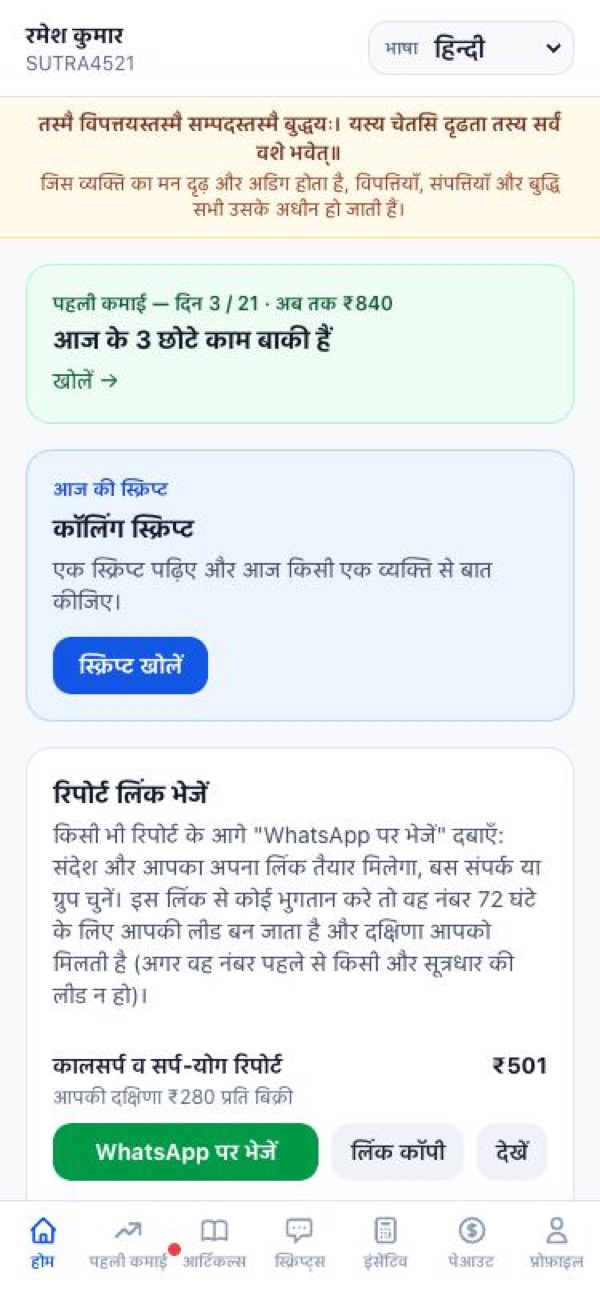 रमेश कुमार
SUTRA4521
भाषा हिन्दी
तस्मै विपत्तयस्तस्मै सम्पदस्तस्मै बुद्धयः। यस्य चेतसि दृढता तस्य सर्वं
वशे भवेत्॥
जिस व्यक्ति का मन दृढ़ और अडिग होता है, विपत्तियाँ, संपत्तियाँ और बुद्धि
सभी उसके अधीन हो जाती हैं।
पहली कमाई — दिन 3 / 21 · अब तक ₹840
आज के 3 छोटे काम बाकी हैं
खोलें →
आज की स्क्रिप्ट
कॉलिंग स्क्रिप्ट
एक स्क्रिप्ट पढ़िए और आज किसी एक व्यक्ति से बात
कीजिए।
स्क्रिप्ट खोलें
रिपोर्ट लिंक भेजें
किसी भी रिपोर्ट के आगे "WhatsApp पर भेजें" दबाएँ:
संदेश और आपका अपना लिंक तैयार मिलेगा, बस संपर्क या
ग्रुप चुनें। इस लिंक से कोई भुगतान करे तो वह नंबर 72 घंटे
के लिए आपकी लीड बन जाता है और दक्षिणा आपको
मिलती है (अगर वह नंबर पहले से किसी और सूत्रधार की
लीड न हो)।
कालसर्प व सर्प-योग रिपोर्ट ₹501
आपकी दक्षिणा ₹280 प्रति बिक्री
WhatsApp पर भेजें लिंक कॉपी देखें
होम पहली कमाई आर्टिकल्स स्क्रिप्ट्स इंसेंटिव पेआउट प्रोफ़ाइल